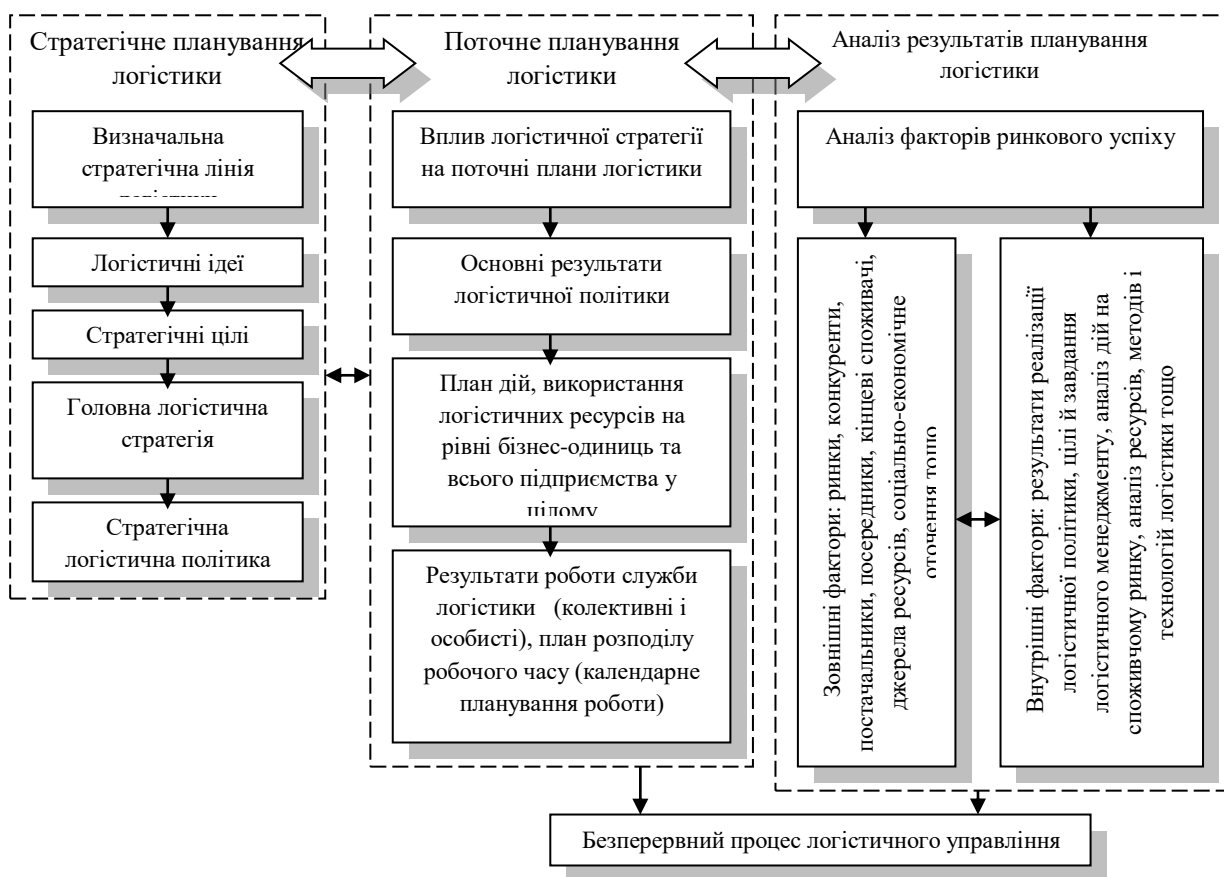 Стратегічне планування
логістики
Визначальна
стратегічна лінія
логістики
Логістичні ідеї
Стратегічні цілі
Головна логістична
стратегія
Стратегічна
логістична політика
Поточне планування
логістики
Вплив логістичної стратегії
на поточні плани логістики
Основні результати
логістичної політики
План дій, використання
логістичних ресурсів на
рівні бізнес-одиниць та
всього підприємства у
цілому
Результати роботи служби
логістики (колективні і
особисті), план розподілу
робочого часу (календарне
планування роботи)
Аналіз результатів планування
логістики
Аналіз факторів ринкового успіху
Зовнішні фактори: ринки, конкуренти,
постачальники, посередники, кінцеві споживачі,
джерела ресурсів, соціально-економічне
оточення тощо
Внутрішні фактори: результати реалізації
логістичної політики, цілі й завдання
логістичного менеджменту, аналіз дій на
споживчому ринку, аналіз ресурсів, методів і
технологій логістики тощо
Безперервний процес логістичного управління